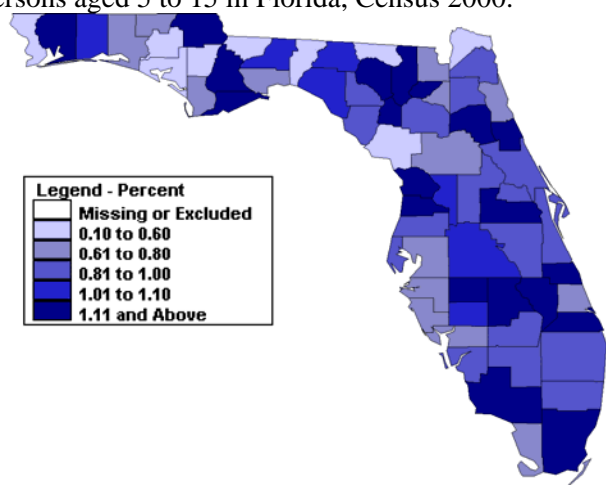 aged 5 to 15 in Florida, Census 2000.
Legend - Percent
Missing or Excluded
0.10 to 0.60
0.61 to 0.80
0.81 to 1.00
1.01 to 1.10
1.11 and Above